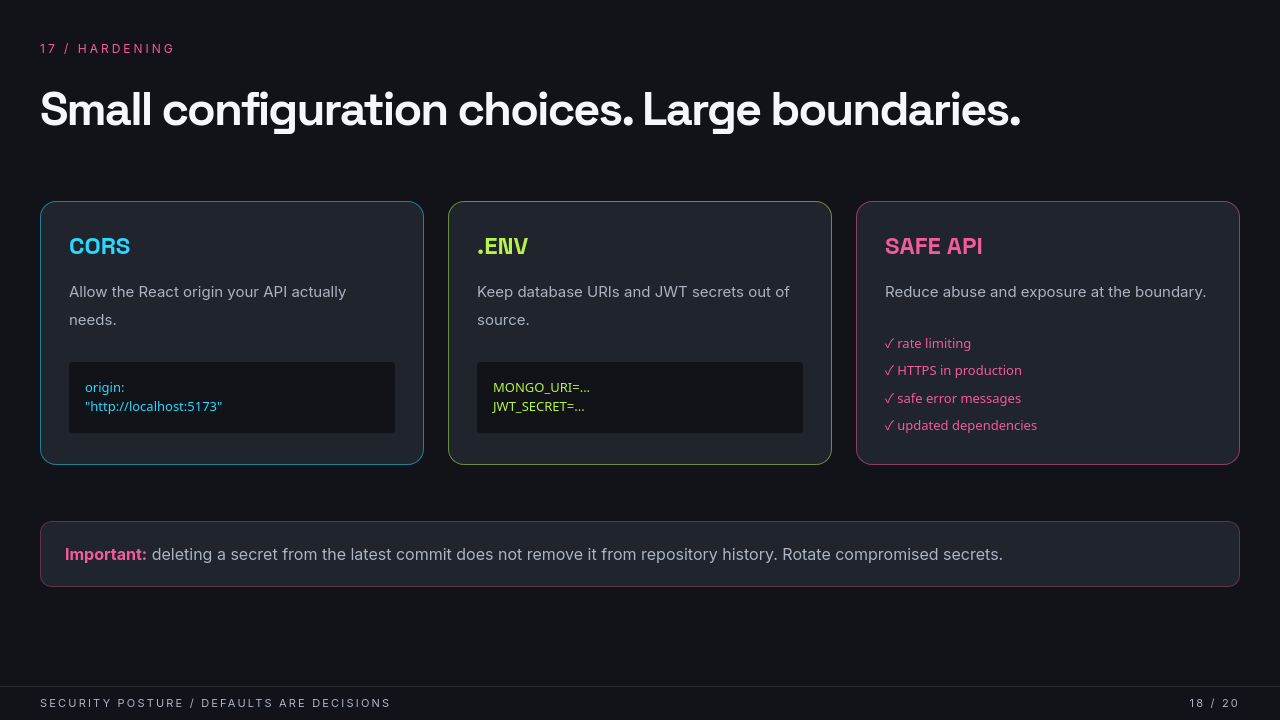 17 / HARDENING
Small configuration choices. Large boundaries.
CORS
Allow the React origin your API actually
needs.
origin:
"http://localhost:5173"
.ENV
Keep database URIs and JWT secrets out of
source.
MONGO_URI=...
JWT_SECRET=...
SAFE API
Reduce abuse and exposure at the boundary.
✓ rate limiting
✓ HTTPS in production
✓ safe error messages
✓ updated dependencies
Important: deleting a secret from the latest commit does not remove it from repository history. Rotate compromised secrets.
SECURITY POSTURE / DEFAULTS ARE DECISIONS
18 / 20